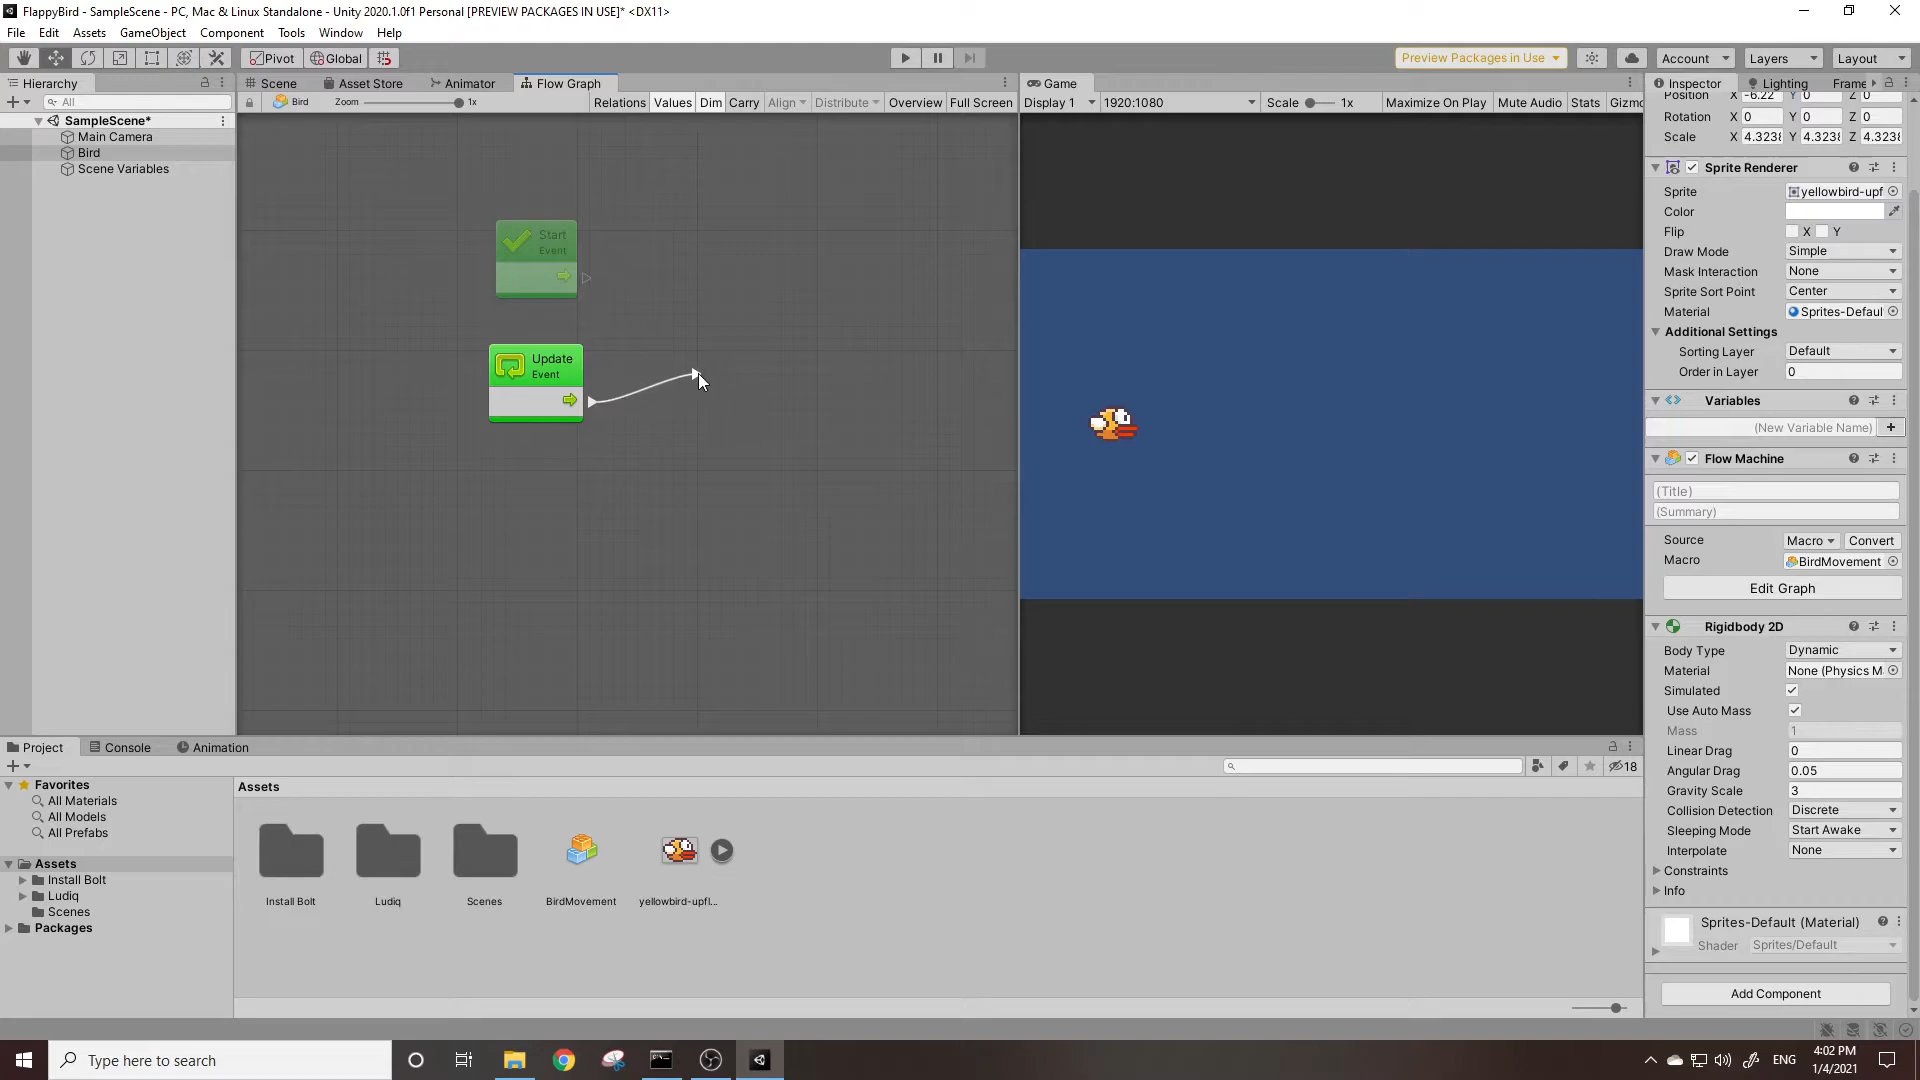 FlappyBird - SampleScene - PC, Mac & Linux Standalone - Unity 2020.1.0f1 Personal [PREVIEW PACKAGES IN USE]* <DX11>
File Edit Assets GameObject Component Tools Window Help
Pivot Global Preview Packages in Use Account Layers Layout
Hierarchy Scene Asset Store Animator Flow Graph Game Inspector Lighting Frame
All Bird Zoom 1x Relations Values Dim Carry Align Distribute Overview Full Screen Display 1 1920:1080 Scale 1x Maximize On Play Mute Audio Stats Gizmo
Position X -6.22 Y 0 Z 0
Rotation X 0 Y 0 Z 0
Scale X 4.3238 Y 4.3238 Z 4.3238
SampleScene*
Main Camera
Bird
Scene Variables
Start
Event
Update
Event
Sprite Renderer
Sprite yellowbird-upf
Color
Flip X Y
Draw Mode Simple
Mask Interaction None
Sprite Sort Point Center
Material Sprites-Defaul
Additional Settings
Sorting Layer Default
Order in Layer 0
Variables
(New Variable Name) +
Flow Machine
(Title)
(Summary)
Source Macro Convert
Macro BirdMovement
Edit Graph
Rigidbody 2D
Body Type Dynamic
Material None (Physics M
Simulated
Use Auto Mass
Mass 1
Linear Drag 0
Angular Drag 0.05
Gravity Scale 3
Collision Detection Discrete
Sleeping Mode Start Awake
Interpolate None
Constraints
Info
Sprites-Default (Material)
Shader Sprites/Default
Add Component
Project Console Animation
18
Favorites
All Materials
All Models
All Prefabs
Assets
Install Bolt
Ludiq
Scenes
Packages
Assets
Install Bolt Ludiq Scenes BirdMovement yellowbird-upfl...
Type here to search
ENG
4:02 PM
1/4/2021